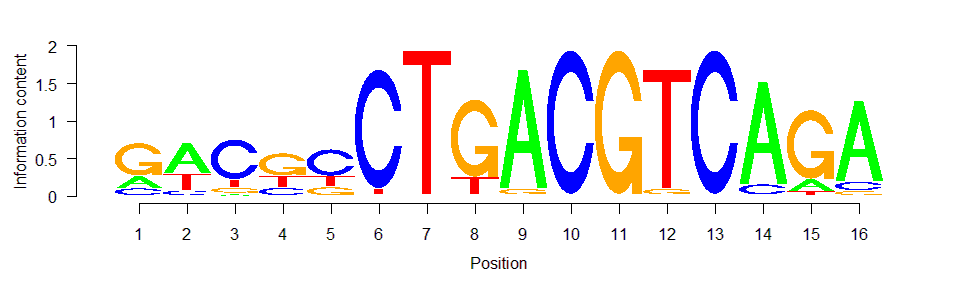 Information content
2
1.5
1
0.5
0
G A C G C C T G A C G T C A G A
A T T T T T T G G C A C
C C G C G C T G
C A
1 2 3 4 5 6 7 8 9 10 11 12 13 14 15 16
Position